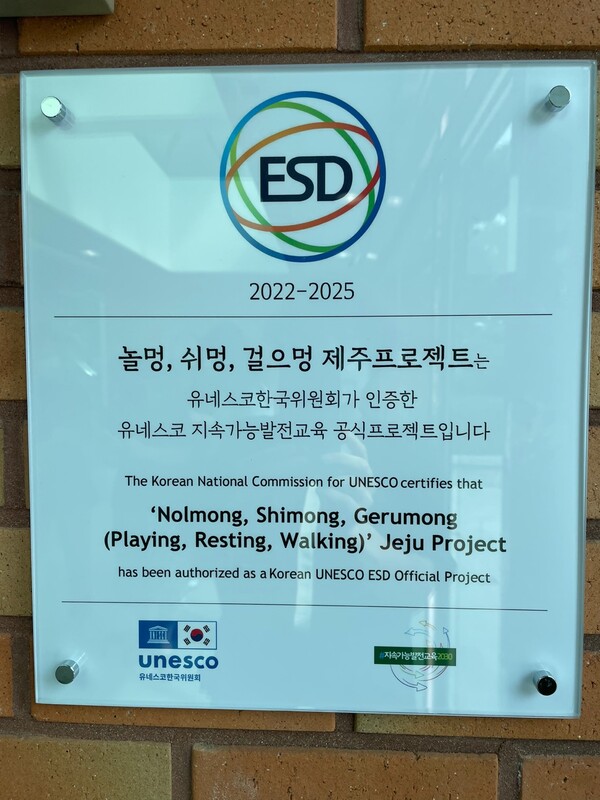 ESD
2022-2025
놀멍, 쉬멍, 걸으멍 제주프로젝트는
유네스코한국위원회가 인증한
유네스코 지속가능발전교육 공식프로젝트입니다
The Korean National Commission for UNESCO certifies that
‘Nolmong, Shimong, Gerumong
(Playing, Resting, Walking)’ Jeju Project
has been authorized as a Korean UNESCO ESD Official Project
unesco
유네스코한국위원회
지속가능발전교육2030